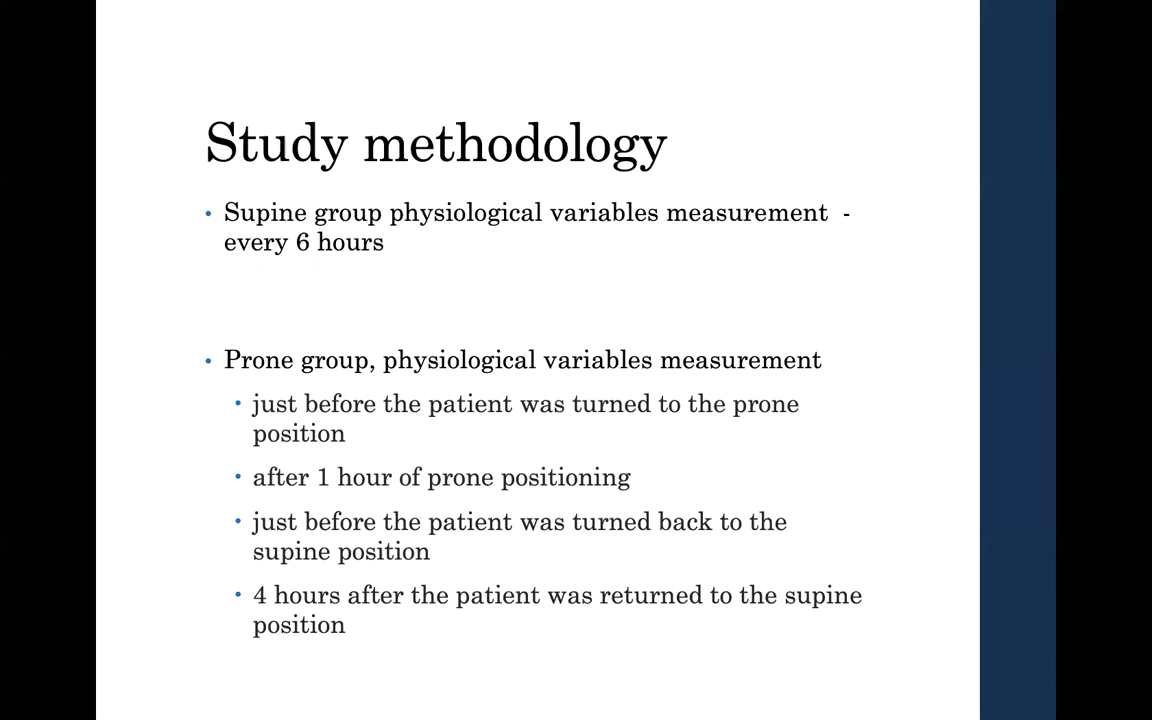 Study methodology
• Supine group physiological variables measurement -
every 6 hours
• Prone group, physiological variables measurement
• just before the patient was turned to the prone
position
• after 1 hour of prone positioning
• just before the patient was turned back to the
supine position
• 4 hours after the patient was returned to the supine
position